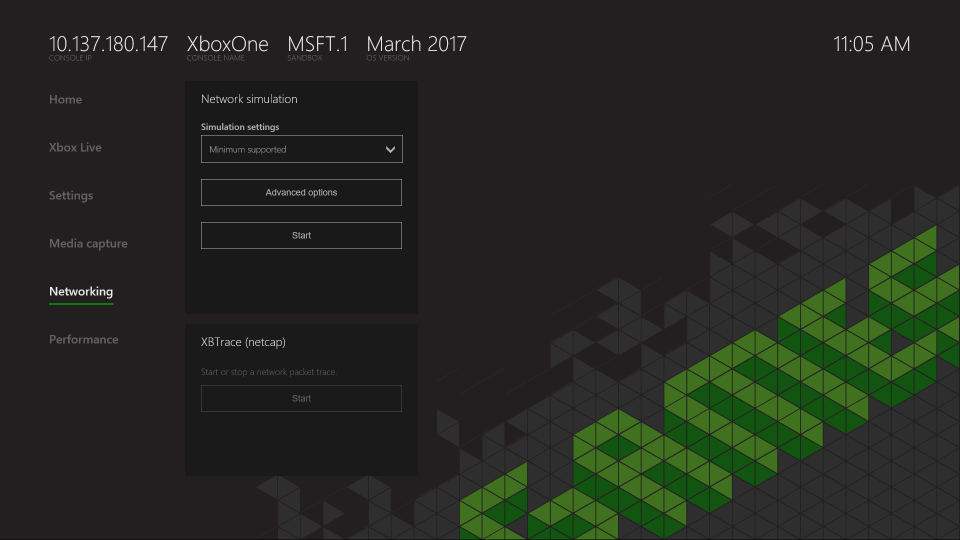 10.137.180.147 XboxOne MSFT.1 March 2017 11:05 AM
CONSOLE IP CONSOLE NAME SANDBOX OS VERSION
Home
Xbox Live
Settings
Media capture
Networking
Performance
Network simulation
Simulation settings
Minimum supported
Advanced options
Start
XBTrace (netcap)
Start or stop a network packet trace.
Start